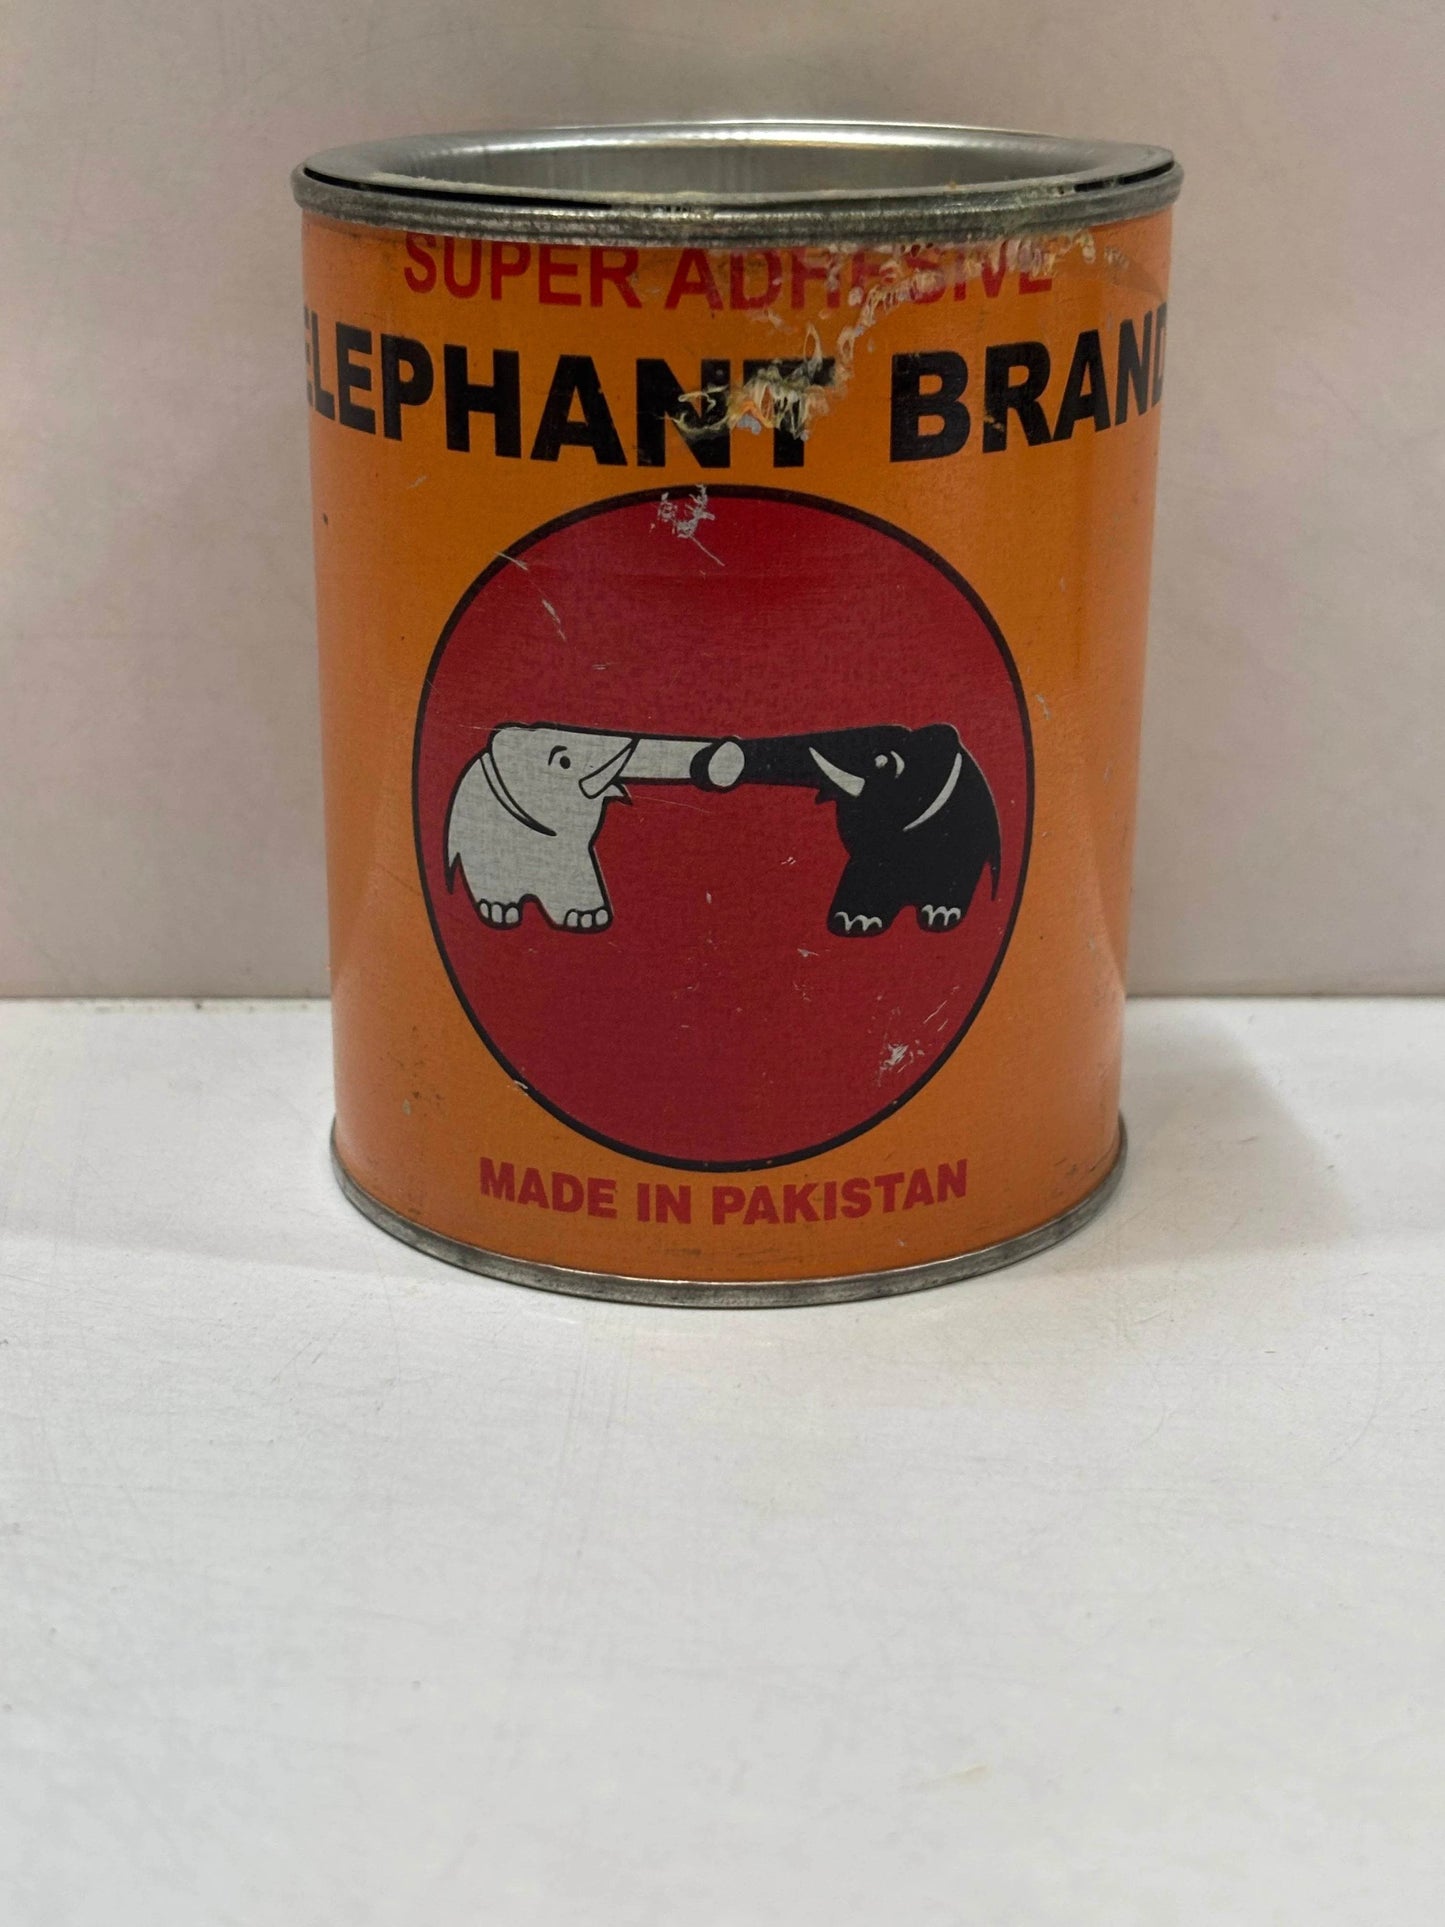 SUPER ADHESIVE
ELEPHANT BRAND
MADE IN PAKISTAN